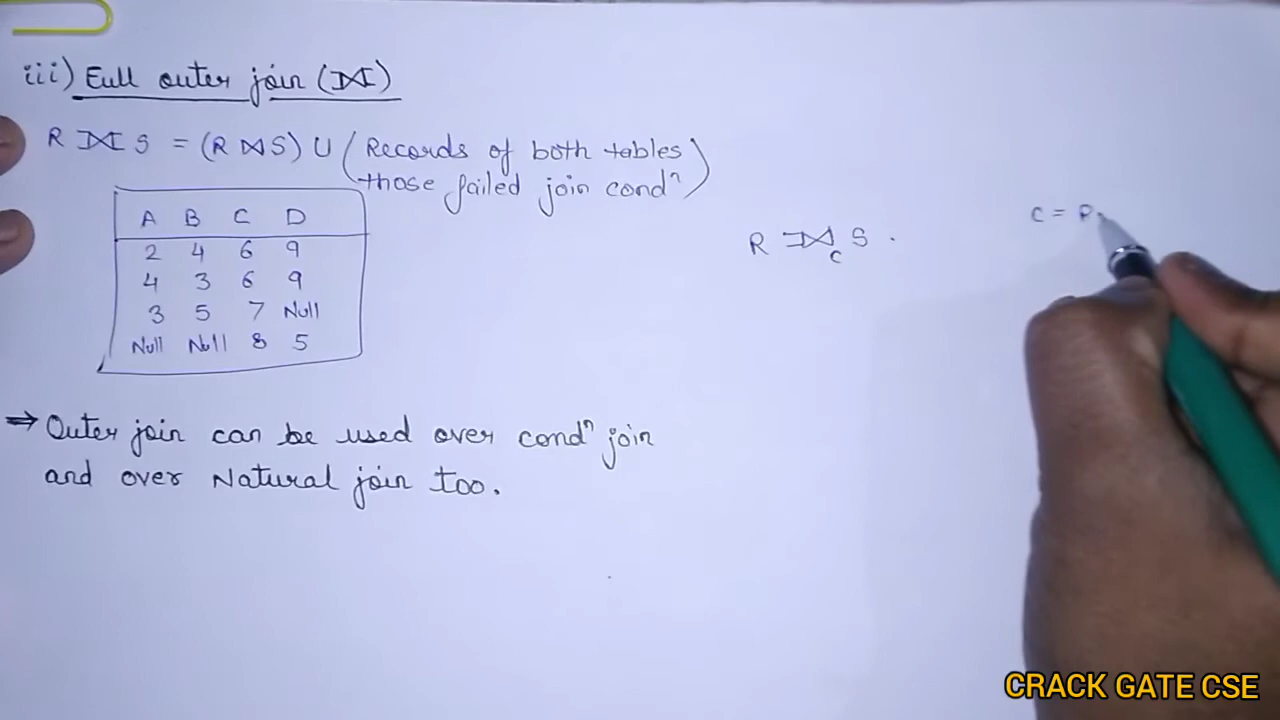 iii) Full outer join (⟗)
R ⟗ S = (R ⋈ S) ∪ (Records of both tables
those failed join condⁿ)
A B C D
2 4 6 9
4 3 6 9
3 5 7 Null
Null Null 8 5
R ⟕c S .
C = R.
⇒ Outer join can be used over condⁿ join
and over Natural join too.
CRACK GATE CSE